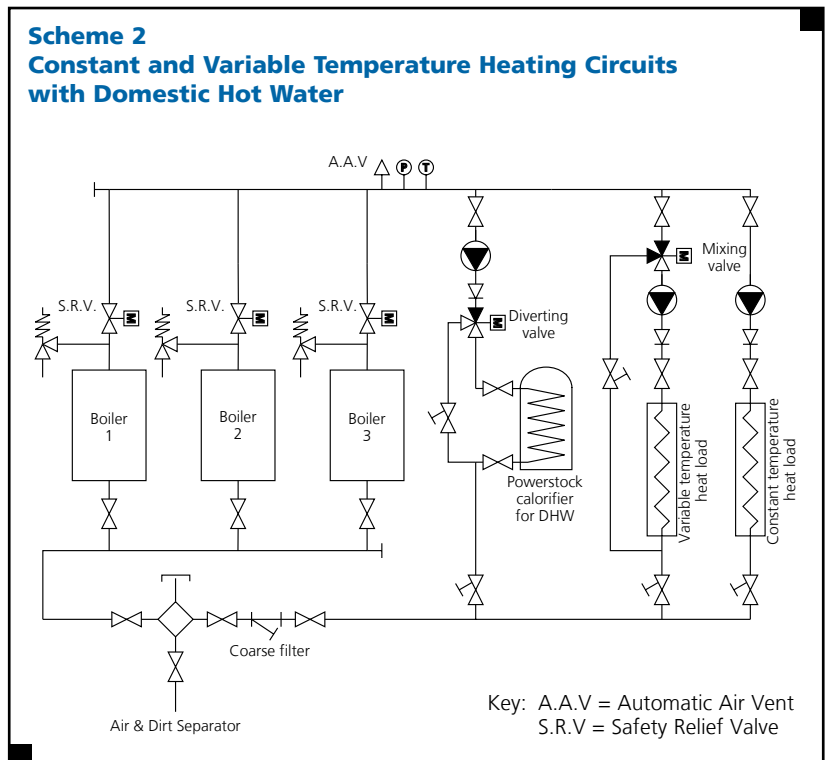 Scheme 2
Constant and Variable Temperature Heating Circuits
with Domestic Hot Water
A.A.V
P
T
S.R.V.
M
S.R.V.
M
S.R.V.
M
Mixing
valve
M
Diverting
valve
M
Boiler
1
Boiler
2
Boiler
3
Powerstock
calorifier
for DHW
Variable temperature
heat load
Constant temperature
heat load
Coarse filter
Air & Dirt Separator
Key: A.A.V = Automatic Air Vent
S.R.V = Safety Relief Valve